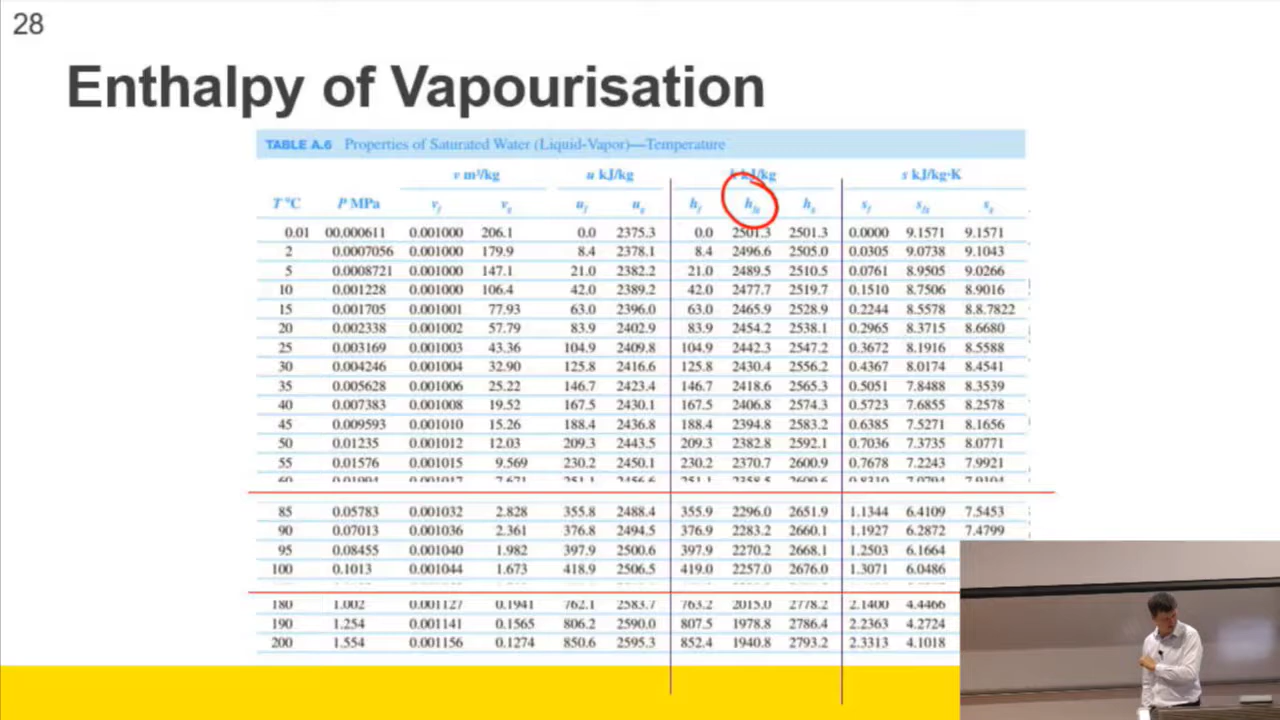 28
Enthalpy of Vapourisation
TABLE A.6 Properties of Saturated Water (Liquid-Vapor)—Temperature
v m³/kg u kJ/kg h kJ/kg s kJ/kg·K
T °C P MPa v_f v_g u_f u_g h_f h_fg h_g s_f s_fg s_g
0.01 00.000611 0.001000 206.1 0.0 2375.3 0.0 2501.3 2501.3 0.0000 9.1571 9.1571
2 0.0007056 0.001000 179.9 8.4 2378.1 8.4 2496.6 2505.0 0.0305 9.0738 9.1043
5 0.0008721 0.001000 147.1 21.0 2382.2 21.0 2489.5 2510.5 0.0761 8.9505 9.0266
10 0.001228 0.001000 106.4 42.0 2389.2 42.0 2477.7 2519.7 0.1510 8.7506 8.9016
15 0.001705 0.001001 77.93 63.0 2396.0 63.0 2465.9 2528.9 0.2244 8.5578 8.8.7822
20 0.002338 0.001002 57.79 83.9 2402.9 83.9 2454.2 2538.1 0.2965 8.3715 8.6680
25 0.003169 0.001003 43.36 104.9 2409.8 104.9 2442.3 2547.2 0.3672 8.1916 8.5588
30 0.004246 0.001004 32.90 125.8 2416.6 125.8 2430.4 2556.2 0.4367 8.0174 8.4541
35 0.005628 0.001006 25.22 146.7 2423.4 146.7 2418.6 2565.3 0.5051 7.8488 8.3539
40 0.007383 0.001008 19.52 167.5 2430.1 167.5 2406.8 2574.3 0.5723 7.6855 8.2578
45 0.009593 0.001010 15.26 188.4 2436.8 188.4 2394.8 2583.2 0.6385 7.5271 8.1656
50 0.01235 0.001012 12.03 209.3 2443.5 209.3 2382.8 2592.1 0.7036 7.3735 8.0771
55 0.01576 0.001015 9.569 230.2 2450.1 230.2 2370.7 2600.9 0.7678 7.2243 7.9921
85 0.05783 0.001032 2.828 355.8 2488.4 355.9 2296.0 2651.9 1.1344 6.4109 7.5453
90 0.07013 0.001036 2.361 376.8 2494.5 376.9 2283.2 2660.1 1.1927 6.2872 7.4799
95 0.08455 0.001040 1.982 397.9 2500.6 397.9 2270.2 2668.1 1.2503 6.1664
100 0.1013 0.001044 1.673 418.9 2506.5 419.0 2257.0 2676.0 1.3071 6.0486
180 1.002 0.001127 0.1941 762.1 2583.7 763.2 2015.0 2778.2 2.1400 4.4466
190 1.254 0.001141 0.1565 806.2 2590.0 807.5 1978.8 2786.4 2.2363 4.2724
200 1.554 0.001156 0.1274 850.6 2595.3 852.4 1940.8 2793.2 2.3313 4.1018